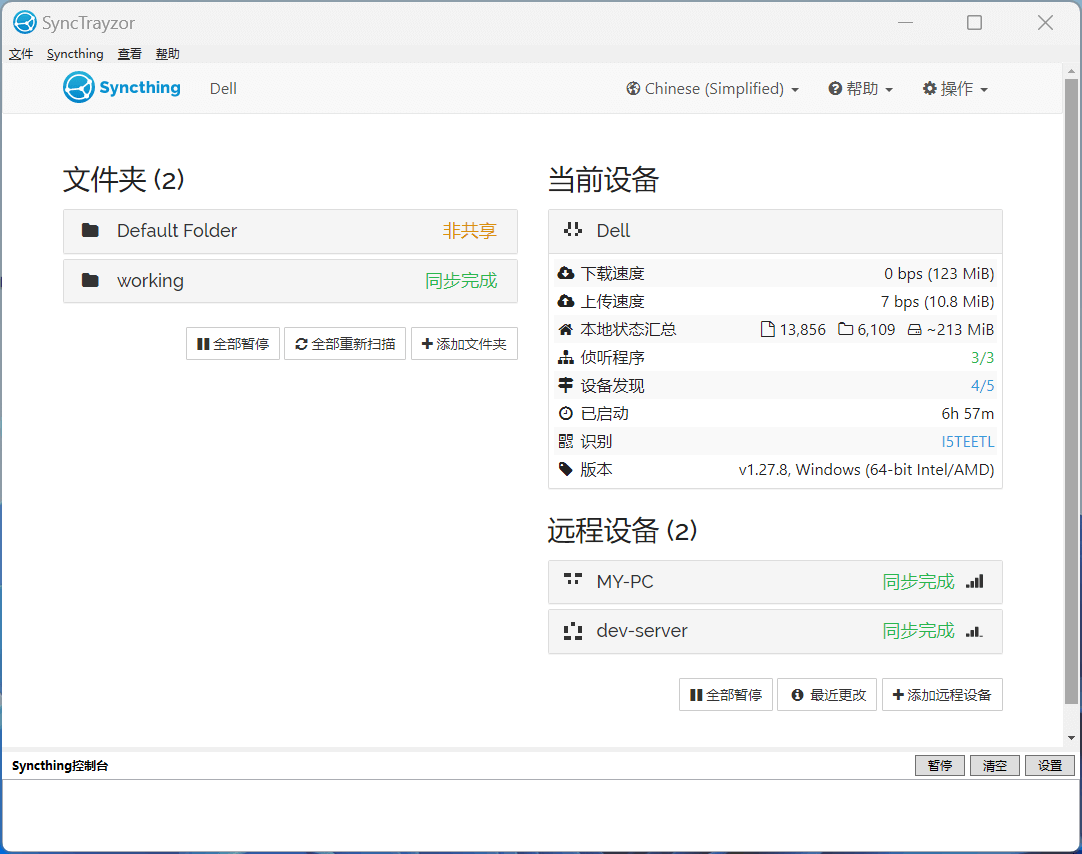 SyncTrayzor
文件 Syncthing 查看 帮助
Syncthing Dell Chinese (Simplified) 帮助 操作
文件夹 (2)
Default Folder 非共享
working 同步完成
全部暂停 全部重新扫描 添加文件夹
当前设备
Dell
下载速度 0 bps (123 MiB)
上传速度 7 bps (10.8 MiB)
本地状态汇总 13,856 6,109 ~213 MiB
侦听程序 3/3
设备发现 4/5
已启动 6h 57m
识别 I5TEETL
版本 v1.27.8, Windows (64-bit Intel/AMD)
远程设备 (2)
MY-PC 同步完成
dev-server 同步完成
全部暂停 最近更改 添加远程设备
Syncthing控制台 暂停 清空 设置